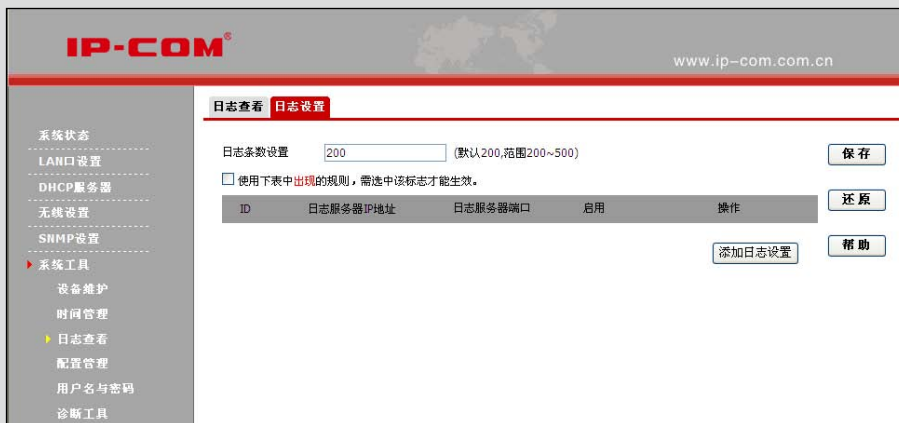 IP-COM®
www.ip-com.com.cn
日志查看 日志设置
系统状态
LAN口设置
DHCP服务器
无线设置
SNMP设置
系统工具
设备维护
时间管理
日志查看
配置管理
用户名与密码
诊断工具
日志条数设置 200 (默认200,范围200~500)
使用下表中出现的规则，需选中该标志才能生效。
ID 日志服务器IP地址 日志服务器端口 启用 操作
添加日志设置
保存
还原
帮助